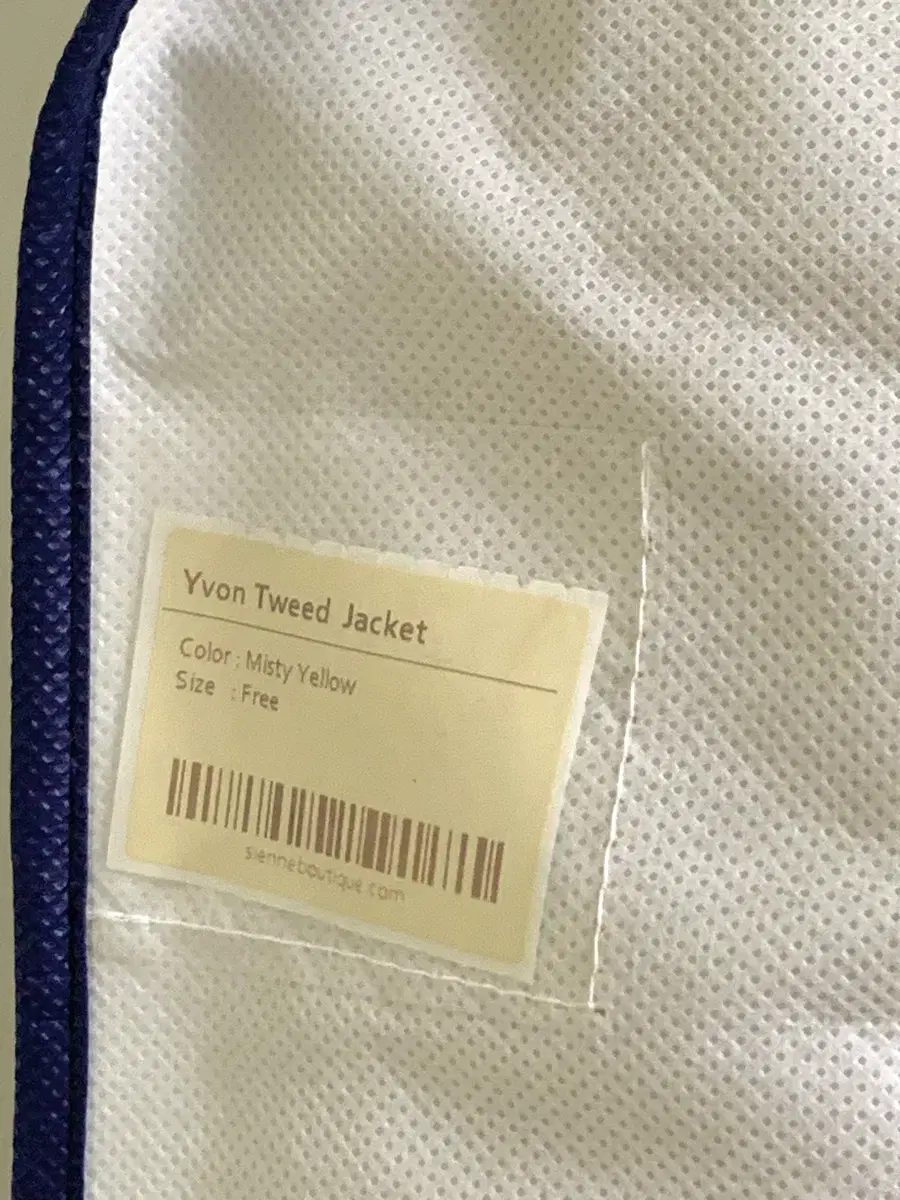 Yvon Tweed Jacket
Color : Misty Yellow
Size : Free
sienneboutique.com